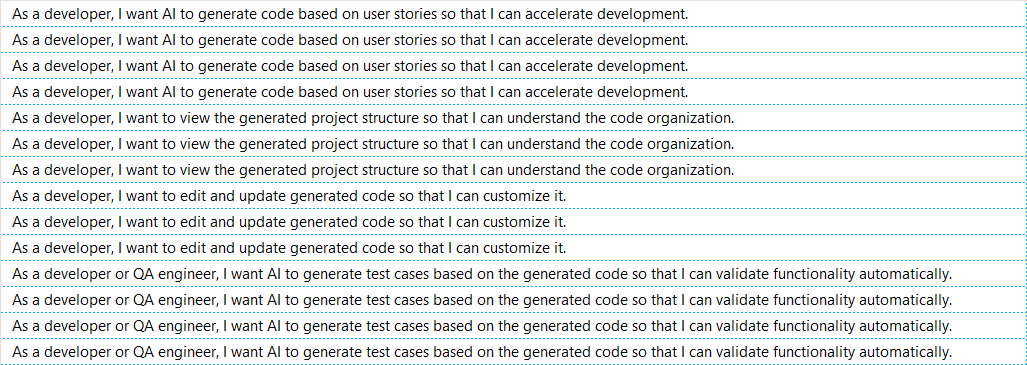 As a developer, I want AI to generate code based on user stories so that I can accelerate development.
As a developer, I want AI to generate code based on user stories so that I can accelerate development.
As a developer, I want AI to generate code based on user stories so that I can accelerate development.
As a developer, I want AI to generate code based on user stories so that I can accelerate development.
As a developer, I want to view the generated project structure so that I can understand the code organization.
As a developer, I want to view the generated project structure so that I can understand the code organization.
As a developer, I want to view the generated project structure so that I can understand the code organization.
As a developer, I want to edit and update generated code so that I can customize it.
As a developer, I want to edit and update generated code so that I can customize it.
As a developer, I want to edit and update generated code so that I can customize it.
As a developer or QA engineer, I want AI to generate test cases based on the generated code so that I can validate functionality automatically.
As a developer or QA engineer, I want AI to generate test cases based on the generated code so that I can validate functionality automatically.
As a developer or QA engineer, I want AI to generate test cases based on the generated code so that I can validate functionality automatically.
As a developer or QA engineer, I want AI to generate test cases based on the generated code so that I can validate functionality automatically.